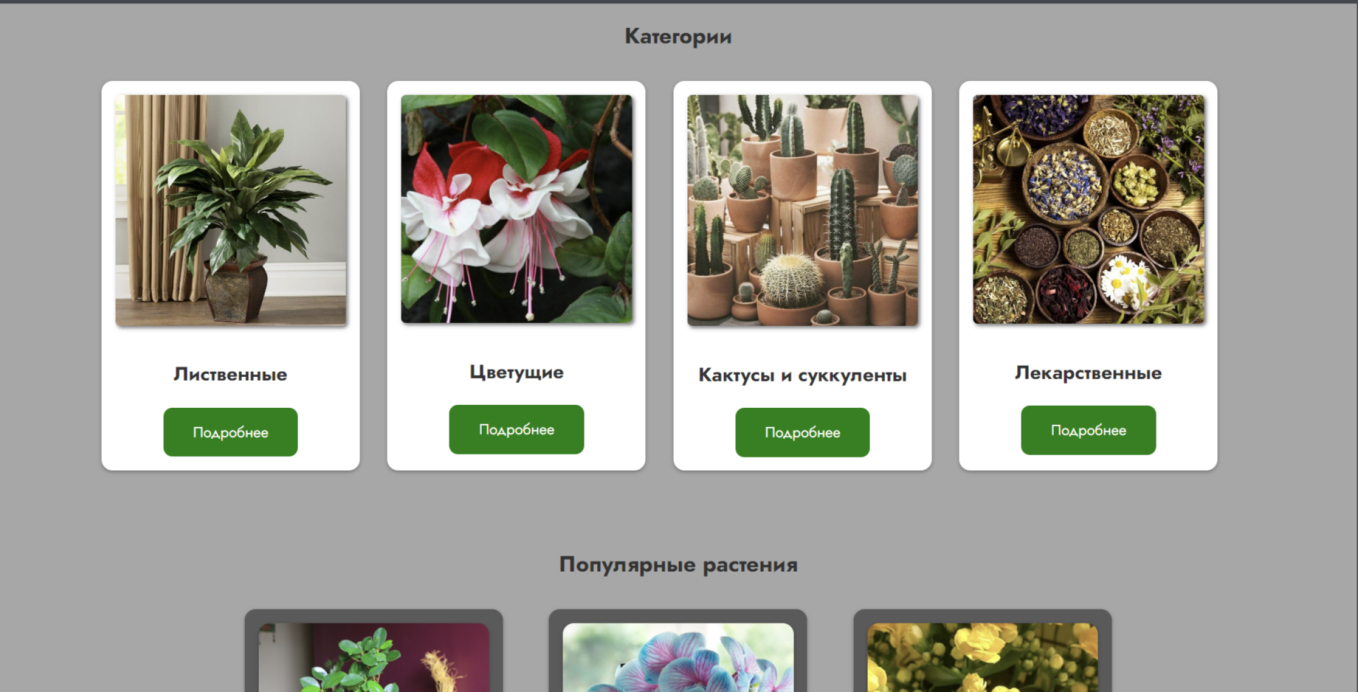 Категории
Лиственные
Цветущие
Кактусы и суккуленты
Лекарственные
Подробнее
Подробнее
Подробнее
Подробнее
Популярные растения